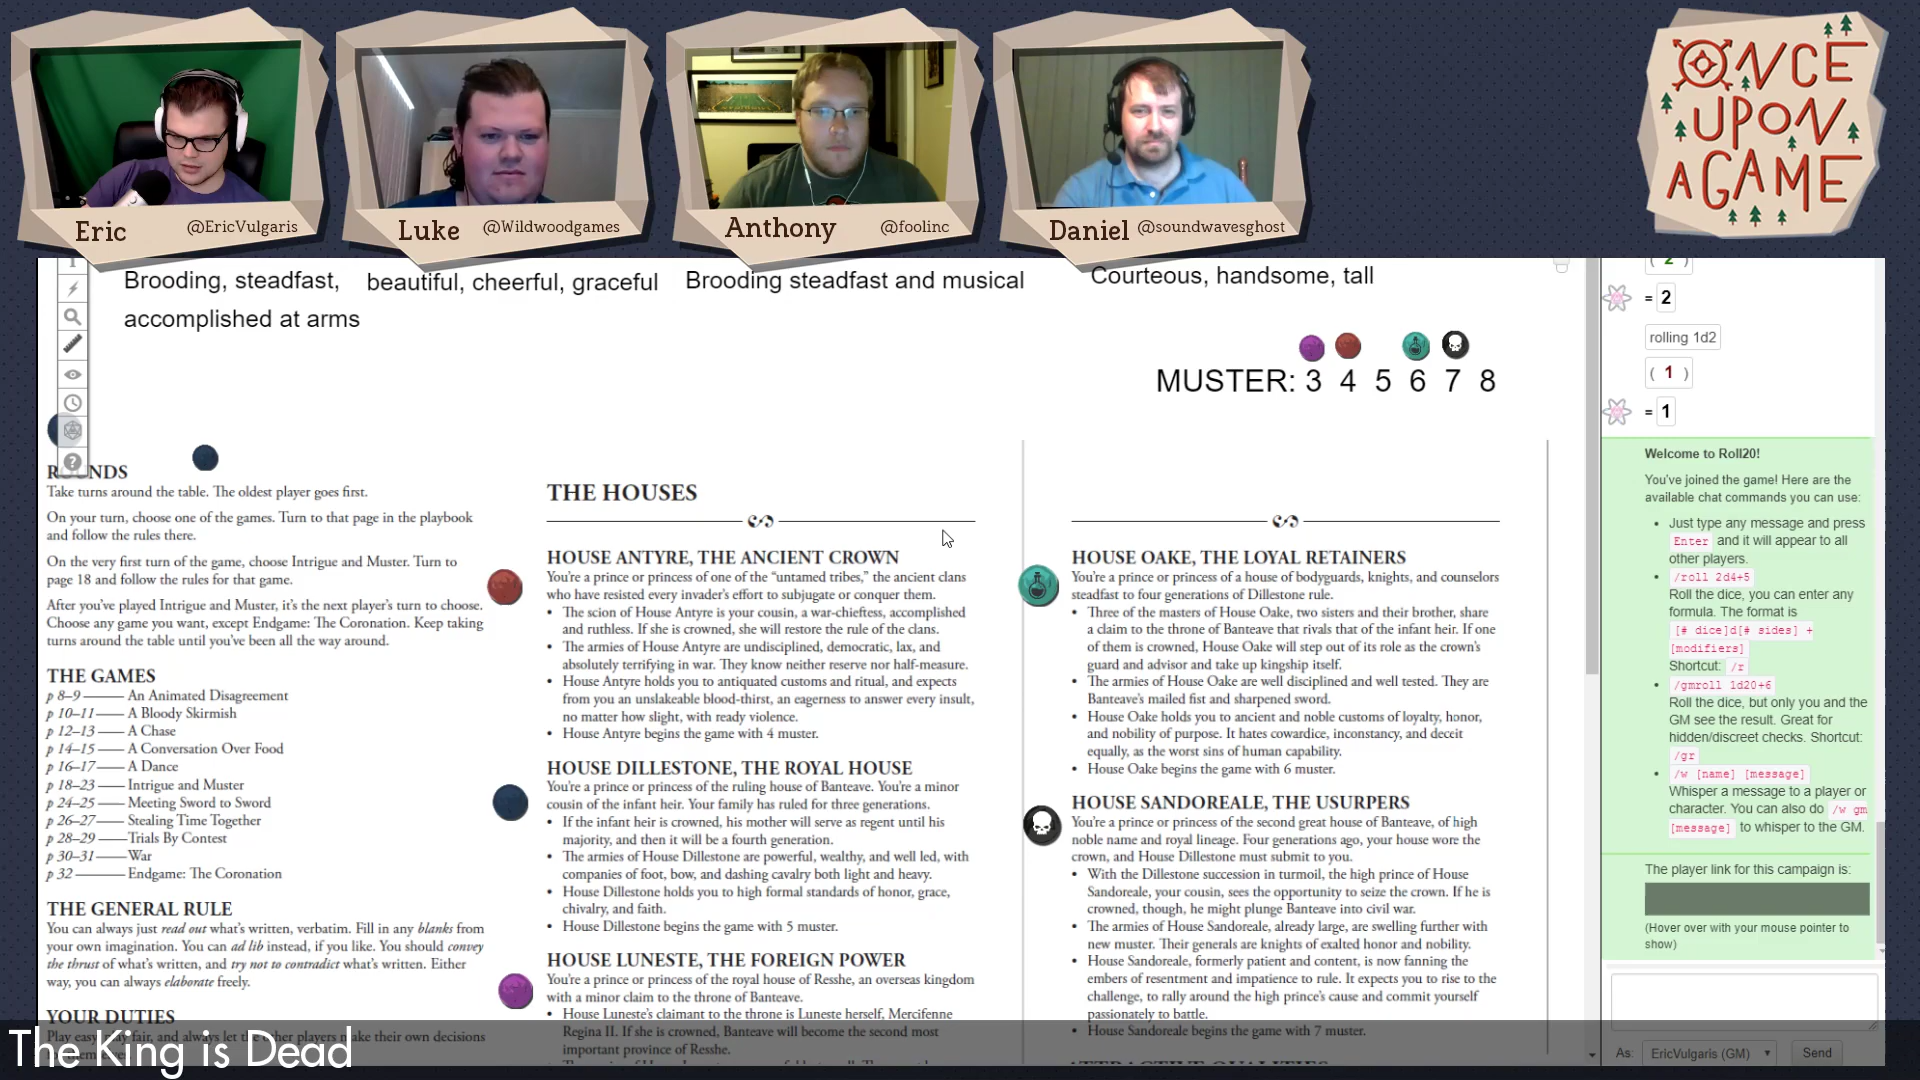 ONCE
UPON
A GAME
Eric @EricVulgaris
Luke @Wildwoodgames
Anthony @foolinc
Daniel @soundwavesghost
Brooding, steadfast,
accomplished at arms
beautiful, cheerful, graceful
Brooding steadfast and musical
Courteous, handsome, tall
MUSTER: 3 4 5 6 7 8
Take turns around the table. The oldest player goes first.
On your turn, choose one of the games. Turn to that page in the playbook
and follow the rules there.
On the very first turn of the game, choose Intrigue and Muster. Turn to
page 18 and follow the rules for that game.
After you've played Intrigue and Muster, it's the next player's turn to choose.
Choose any game you want, except Endgame: The Coronation. Keep taking
turns around the table until you've been all the way around.
THE GAMES
p 8–9 An Animated Disagreement
p 10–11 A Bloody Skirmish
p 12–13 A Chase
p 14–15 A Conversation Over Food
p 16–17 A Dance
p 18–23 Intrigue and Muster
p 24–25 Meeting Sword to Sword
p 26–27 Stealing Time Together
p 28–29 Trials By Contest
p 30–31 War
p 32 Endgame: The Coronation
THE GENERAL RULE
You can always just read out what's written, verbatim. Fill in any blanks from
your own imagination. You can ad lib instead, if you like. You should convey
the thrust of what's written, and try not to contradict what's written. Either
way, you can always elaborate freely.
YOUR DUTIES
THE HOUSES
HOUSE ANTYRE, THE ANCIENT CROWN
You're a prince or princess of one of the “untamed tribes,” the ancient clans
who have resisted every invader's effort to subjugate or conquer them.
• The scion of House Antyre is your cousin, a war-chieftess, accomplished
and ruthless. If she is crowned, she will restore the rule of the clans.
• The armies of House Antyre are undisciplined, democratic, lax, and
absolutely terrifying in war. They know neither reserve nor half-measure.
• House Antyre holds you to antiquated customs and ritual, and expects
from you an unslakeable blood-thirst, an eagerness to answer every insult,
no matter how slight, with ready violence.
• House Antyre begins the game with 4 muster.
HOUSE DILLESTONE, THE ROYAL HOUSE
You're a prince or princess of the ruling house of Banteave. You're a minor
cousin of the infant heir. Your family has ruled for three generations.
• If the infant heir is crowned, his mother will serve as regent until his
majority, and then it will be a fourth generation.
• The armies of House Dillestone are powerful, wealthy, and well led, with
companies of foot, bow, and dashing cavalry both light and heavy.
• House Dillestone holds you to high formal standards of honor, grace,
chivalry, and faith.
• House Dillestone begins the game with 5 muster.
HOUSE LUNESTE, THE FOREIGN POWER
You're a prince or princess of the royal house of Resshe, an overseas kingdom
with a minor claim to the throne of Banteave.
• House Luneste's claimant to the throne is Luneste herself, Mercifenne
Regina II. If she is crowned, Banteave will become the second most
important province of Resshe.
HOUSE OAKE, THE LOYAL RETAINERS
You're a prince or princess of a house of bodyguards, knights, and counselors
steadfast to four generations of Dillestone rule.
• Three of the masters of House Oake, two sisters and their brother, share
a claim to the throne of Banteave that rivals that of the infant heir. If one
of them is crowned, House Oake will step out of its role as the crown's
guard and advisor and take up kingship itself.
• The armies of House Oake are well disciplined and well tested. They are
Banteave's mailed fist and sharpened sword.
• House Oake holds you to ancient and noble customs of loyalty, honor,
and nobility of purpose. It hates cowardice, inconstancy, and deceit
equally, as the worst sins of human capability.
• House Oake begins the game with 6 muster.
HOUSE SANDOREALE, THE USURPERS
You're a prince or princess of the second great house of Banteave, of high
noble name and royal lineage. Four generations ago, your house wore the
crown, and House Dillestone must submit to you.
• With the Dillestone succession in turmoil, the high prince of House
Sandoreale, your cousin, sees the opportunity to seize the crown. If he is
crowned, though, he might plunge Banteave into civil war.
• The armies of House Sandoreale, already large, are swelling further with
new muster. Their generals are knights of exalted honor and nobility.
• House Sandoreale, formerly patient and content, is now fanning the
embers of resentment and impatience to rule. It expects you to rise to the
challenge, to rally around the high prince's cause and commit yourself
passionately to battle.
• House Sandoreale begins the game with 7 muster.
( 2 )
= 2
rolling 1d2
( 1 )
= 1
Welcome to Roll20!
You've joined the game! Here are the
available chat commands you can use:
• Just type any message and press
Enter and it will appear to all
other players.
• /roll 2d4+5
Roll the dice, you can enter any
formula. The format is
[# dice]d[# sides] +
[modifiers]
Shortcut: /r
• /gmroll 1d20+6
Roll the dice, but only you and the
GM see the result. Great for
hidden/discreet checks. Shortcut:
/gr
• /w [name] [message]
Whisper a message to a player or
character. You can also do /w gm
[message] to whisper to the GM.
The player link for this campaign is:
(Hover over with your mouse pointer to
show)
As: EricVulgaris (GM) Send
The King is Dead